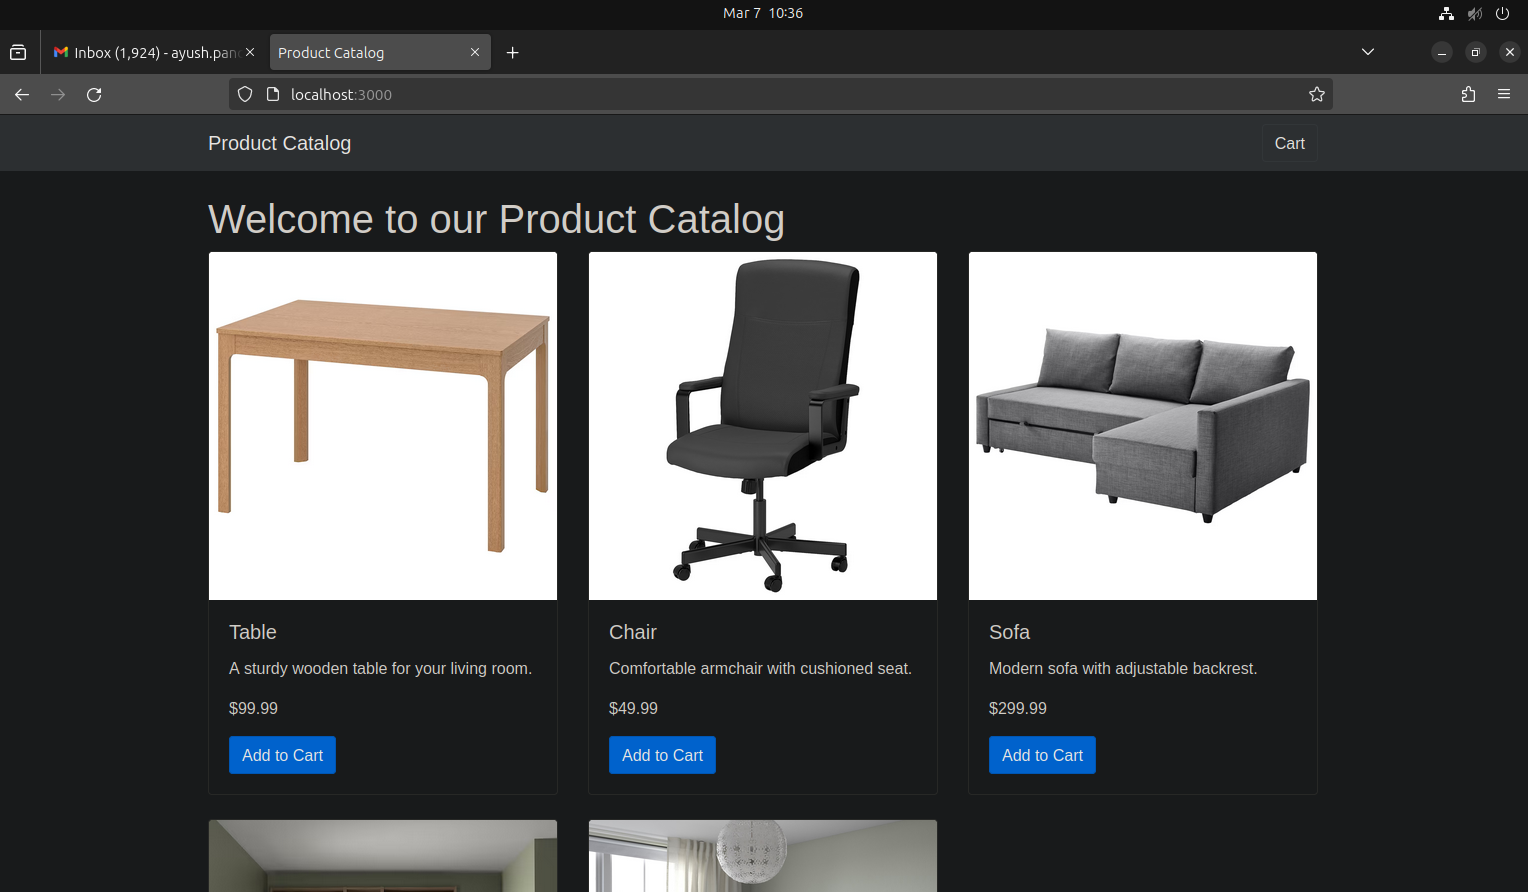 Mar 7 10:36
Inbox (1,924) - ayush.pan
Product Catalog
localhost:3000
Product Catalog
Cart
Welcome to our Product Catalog
Table
A sturdy wooden table for your living room.
$99.99
Add to Cart
Chair
Comfortable armchair with cushioned seat.
$49.99
Add to Cart
Sofa
Modern sofa with adjustable backrest.
$299.99
Add to Cart